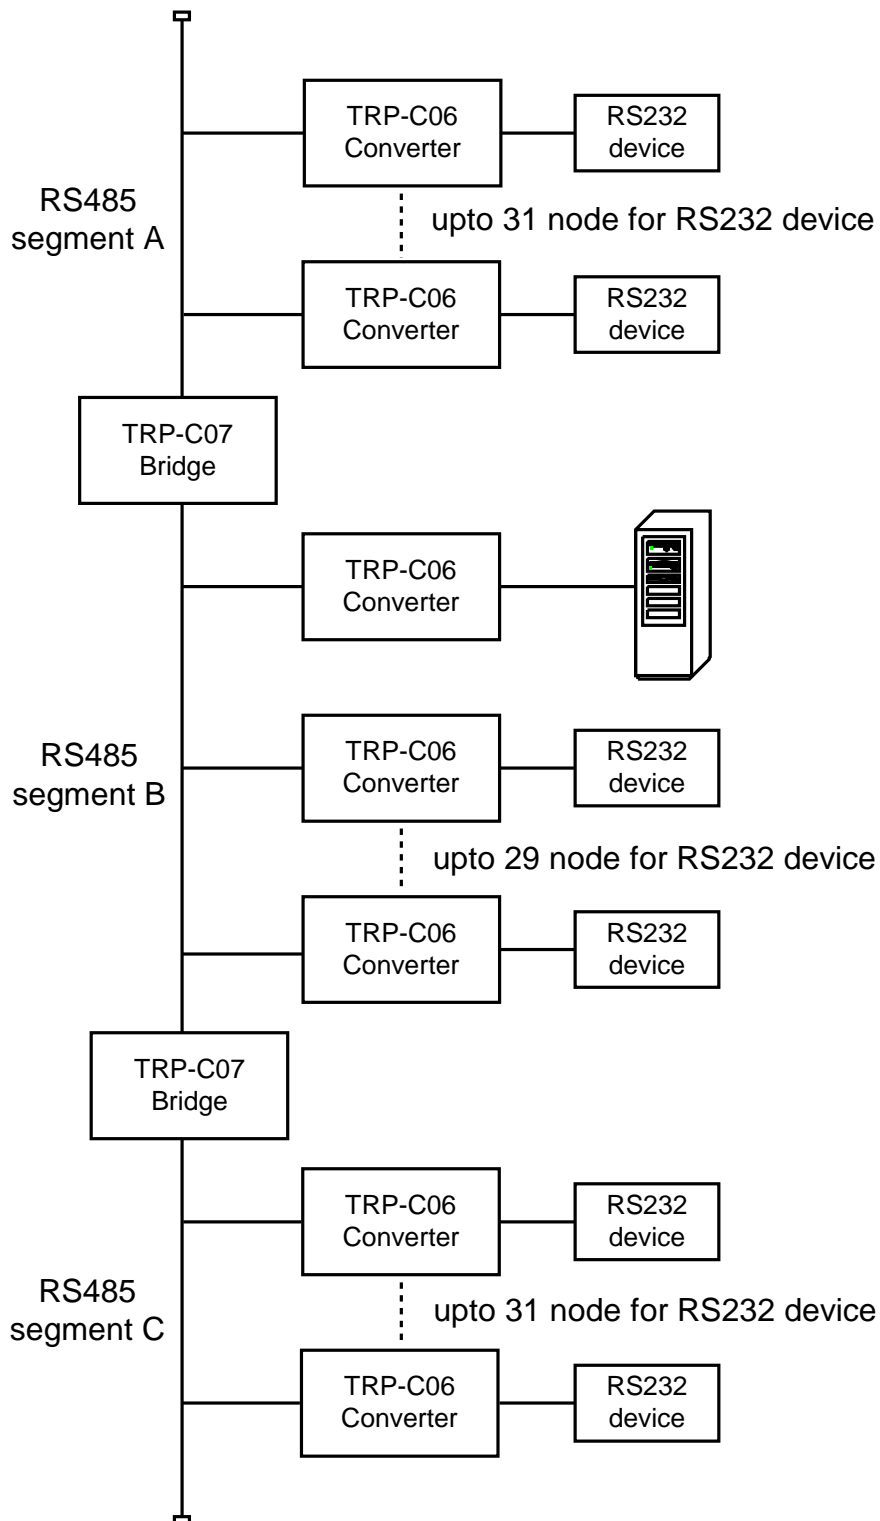 TRP-C06
Converter
RS232
device
RS485
segment A
upto 31 node for RS232 device
TRP-C06
Converter
RS232
device
TRP-C07
Bridge
TRP-C06
Converter
RS485
segment B
TRP-C06
Converter
RS232
device
upto 29 node for RS232 device
TRP-C06
Converter
RS232
device
TRP-C07
Bridge
TRP-C06
Converter
RS232
device
RS485
segment C
upto 31 node for RS232 device
TRP-C06
Converter
RS232
device